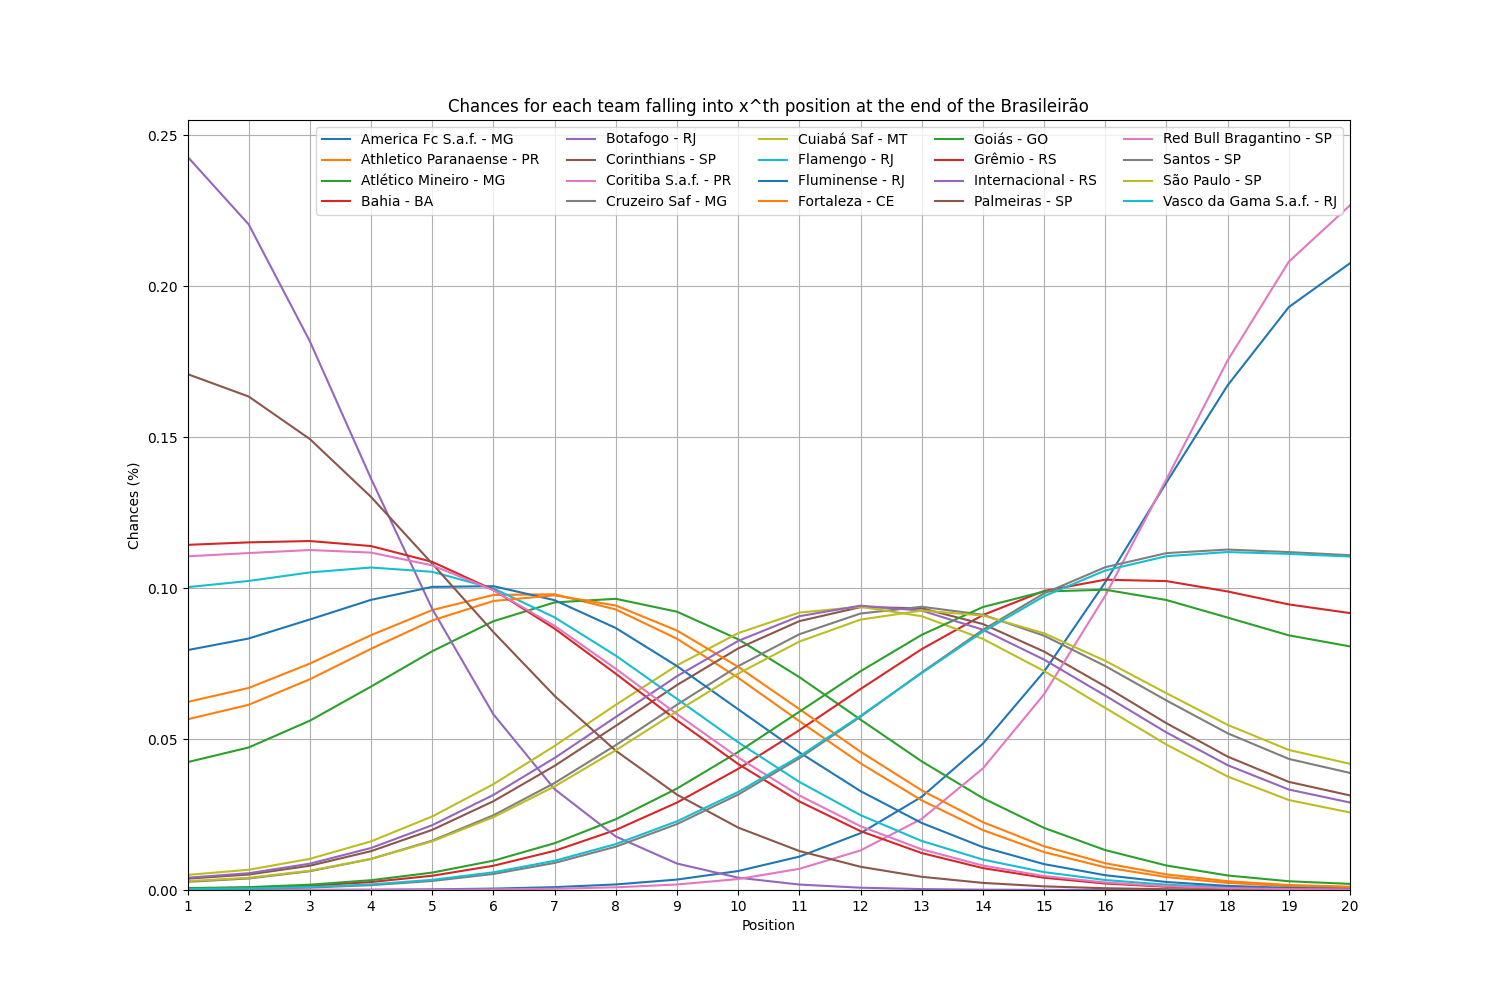 Chances for each team falling into x^th position at the end of the Brasileirão
America Fc S.a.f. - MG
Athletico Paranaense - PR
Atlético Mineiro - MG
Bahia - BA
Botafogo - RJ
Corinthians - SP
Coritiba S.a.f. - PR
Cruzeiro Saf - MG
Cuiabá Saf - MT
Flamengo - RJ
Fluminense - RJ
Fortaleza - CE
Goiás - GO
Grêmio - RS
Internacional - RS
Palmeiras - SP
Red Bull Bragantino - SP
Santos - SP
São Paulo - SP
Vasco da Gama S.a.f. - RJ
Chances (%)
0.25
0.20
0.15
0.10
0.05
0.00
1 2 3 4 5 6 7 8 9 10 11 12 13 14 15 16 17 18 19 20
Position